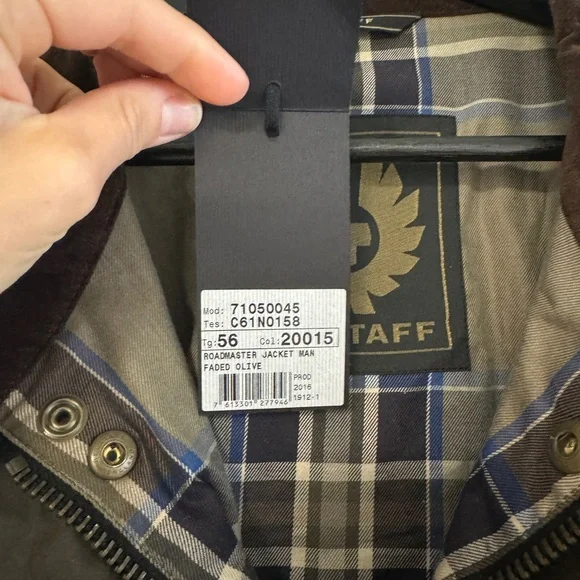 Mod: 71050045
Tes: C61N0158
Tg: 56 Col: 20015
ROADMASTER JACKET MAN
FADED OLIVE
PROD
2016
1912-1
7 613301 277946
TAFF